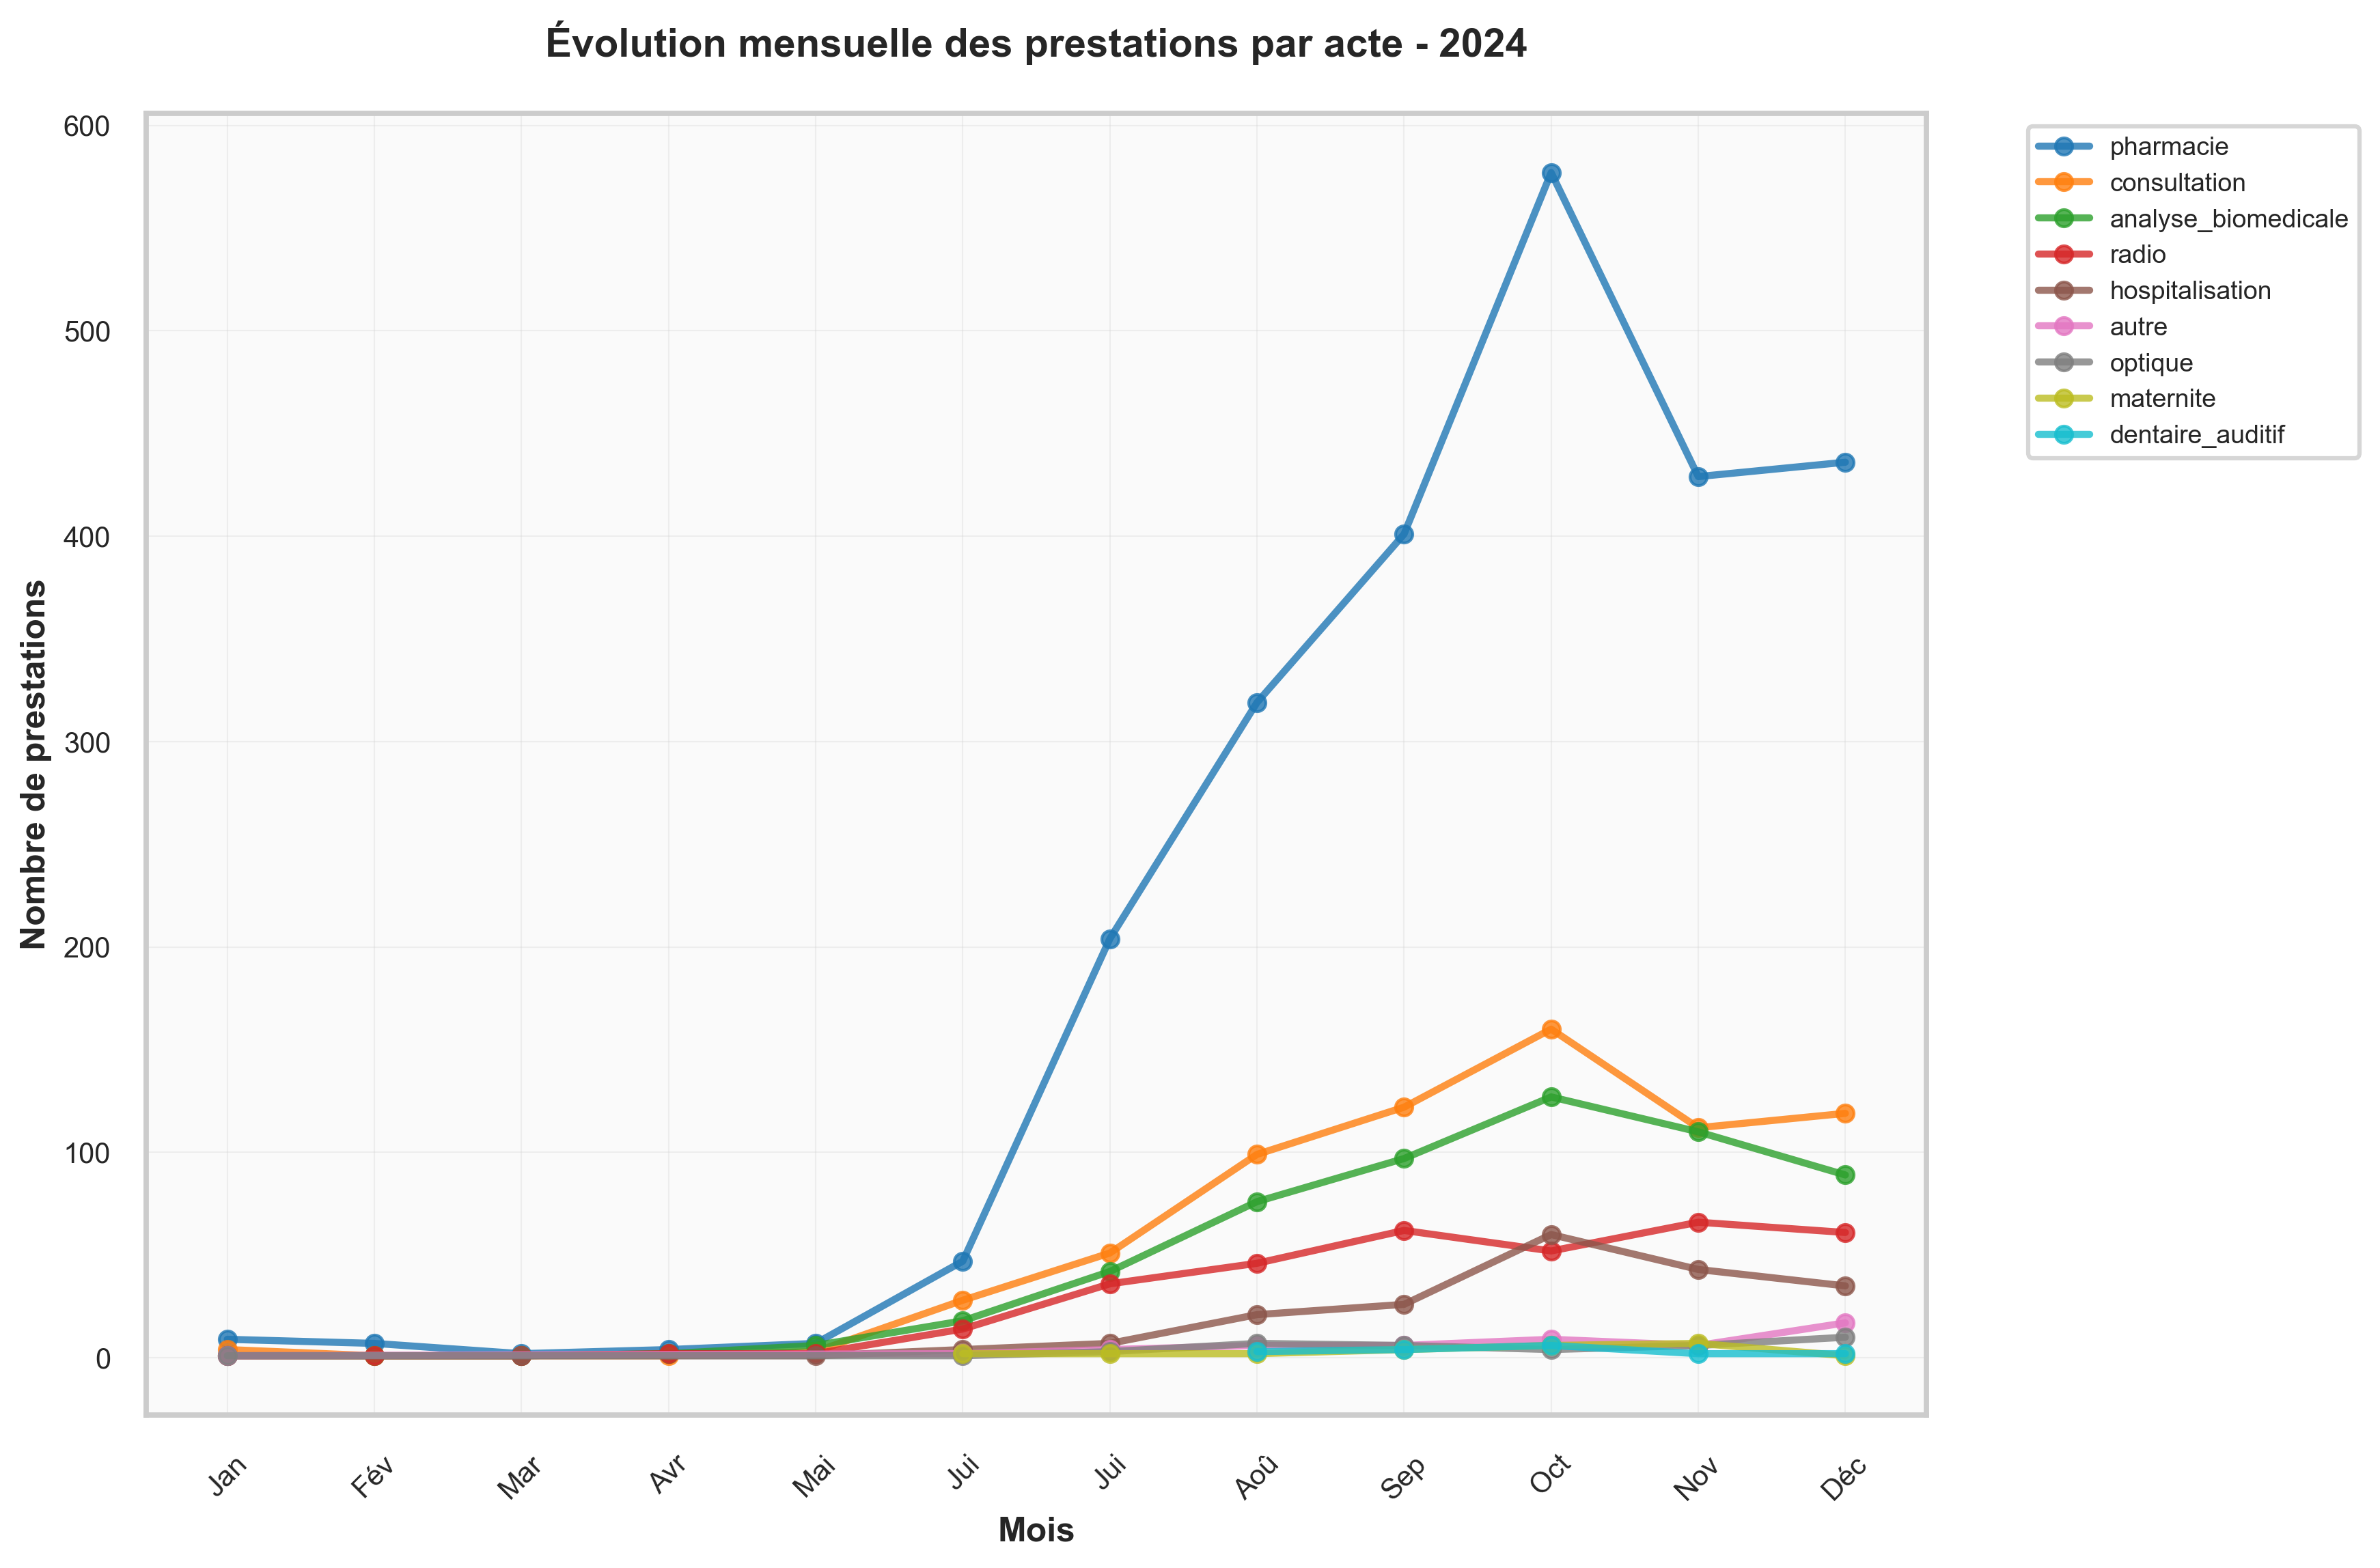 Évolution mensuelle des prestations par acte - 2024
600
500
400
300
200
100
0
Nombre de prestations
Jan
Fév
Mar
Avr
Mai
Jui
Jui
Aoû
Sep
Oct
Nov
Déc
Mois
pharmacie
consultation
analyse_biomedicale
radio
hospitalisation
autre
optique
maternite
dentaire_auditif